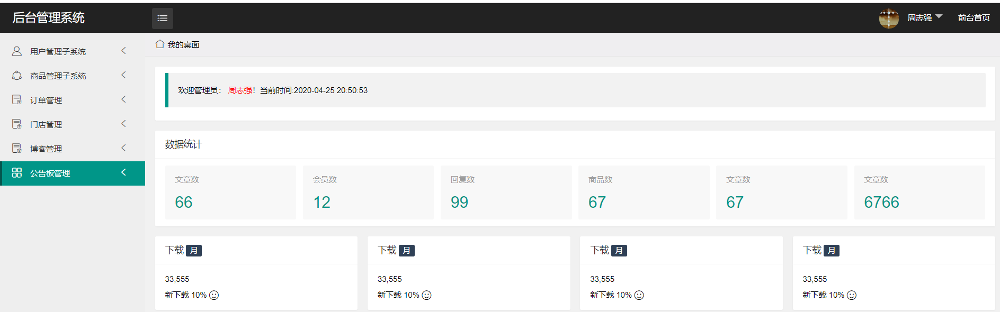 后台管理系统
周志强
前台首页
用户管理子系统
商品管理子系统
订单管理
门店管理
博客管理
公告板管理
我的桌面
欢迎管理员： 周志强！当前时间:2020-04-25 20:50:53
数据统计
文章数 会员数 回复数 商品数 文章数 文章数
66 12 99 67 67 6766
下载 月 下载 月 下载 月 下载 月
33,555 33,555 33,555 33,555
新下载 10% 新下载 10% 新下载 10% 新下载 10%